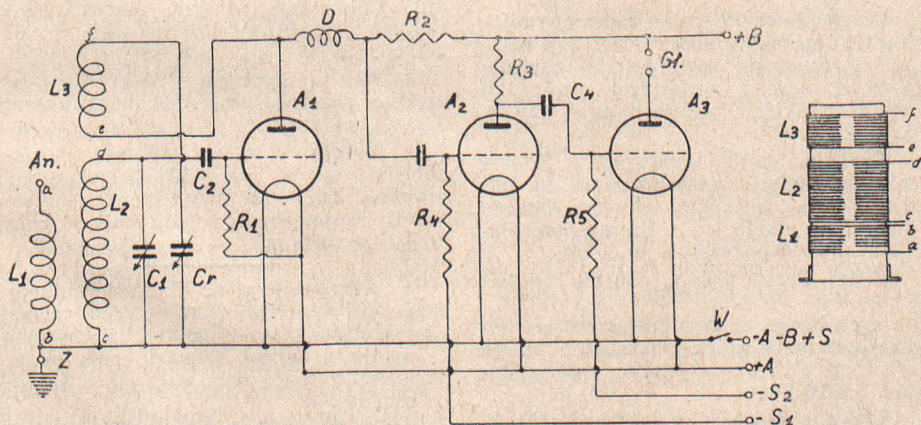 f
D
R2
+B
L3
R3
Gl.
A1
A2
C4
A3
e
An.
a
d
C2
L2
R1
R4
R5
L1
C1
Cr
b
c
Z
W
-A -B + S
+A
-S2
-S1
f
L3
e
d
L2
c
b
L1
a